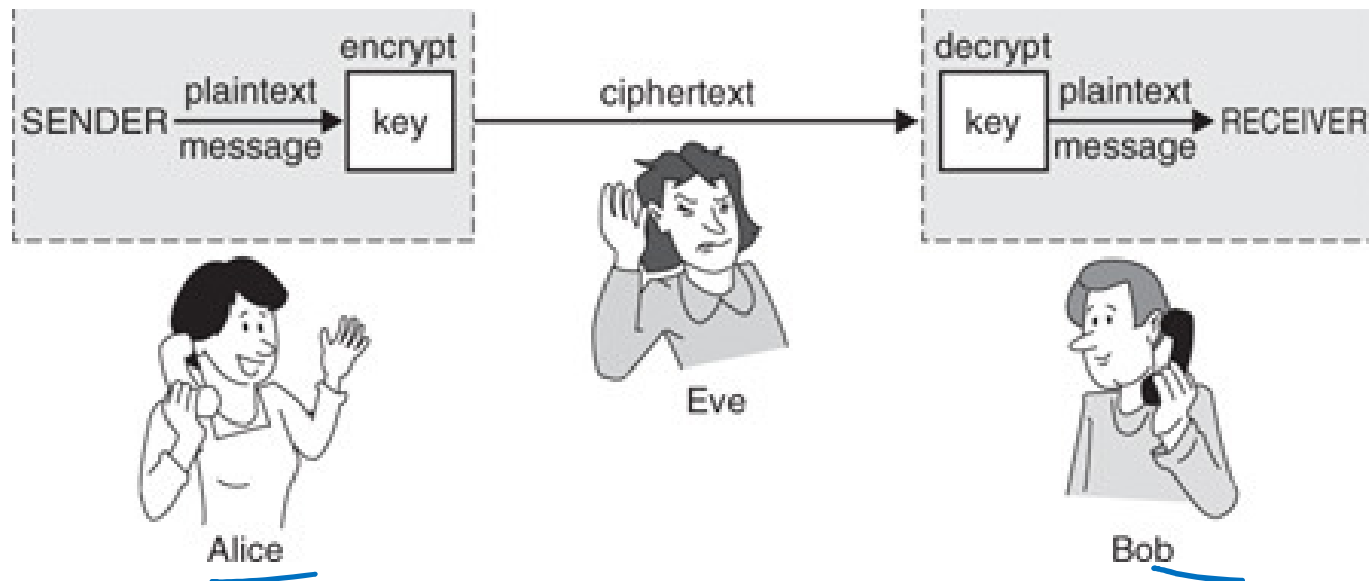 encrypt
decrypt
plaintext
ciphertext
plaintext
SENDER
key
key
RECEIVER
message
message
Eve
Alice
Bob